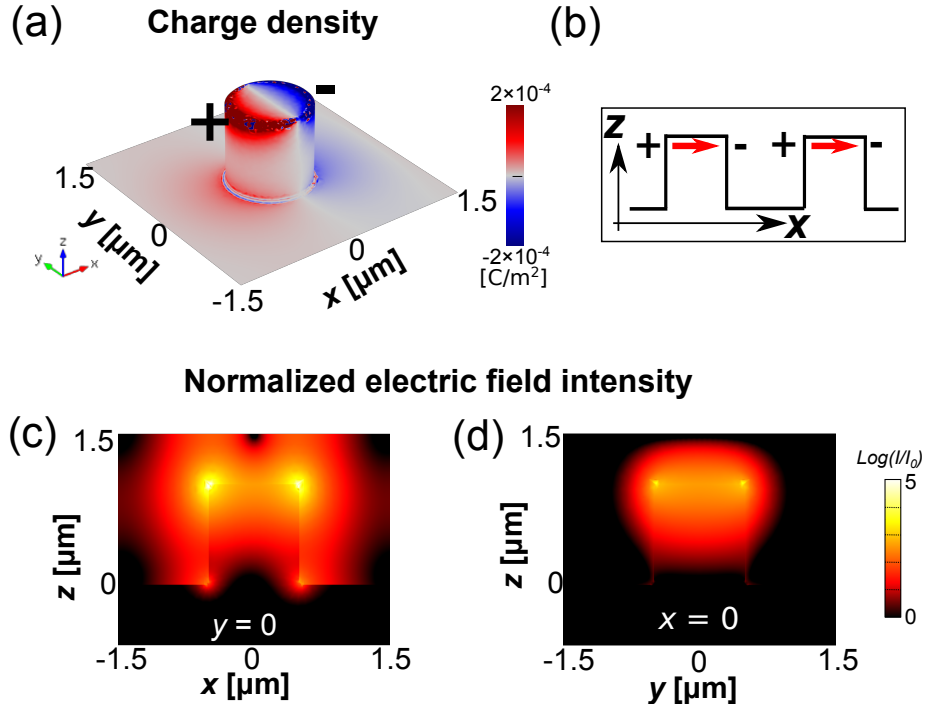 (a) Charge density
+ -
2×10⁻⁴
-2×10⁻⁴
[C/m²]
1.5
0
-1.5
y [µm]
1.5
0
x [µm]
z
y
x
(b)
z
+ - + -
x
Normalized electric field intensity
(c)
1.5
0
z [µm]
y = 0
-1.5 0 1.5
x [µm]
(d)
1.5
0
z [µm]
x = 0
-1.5 0 1.5
y [µm]
Log(I/I₀)
5
0